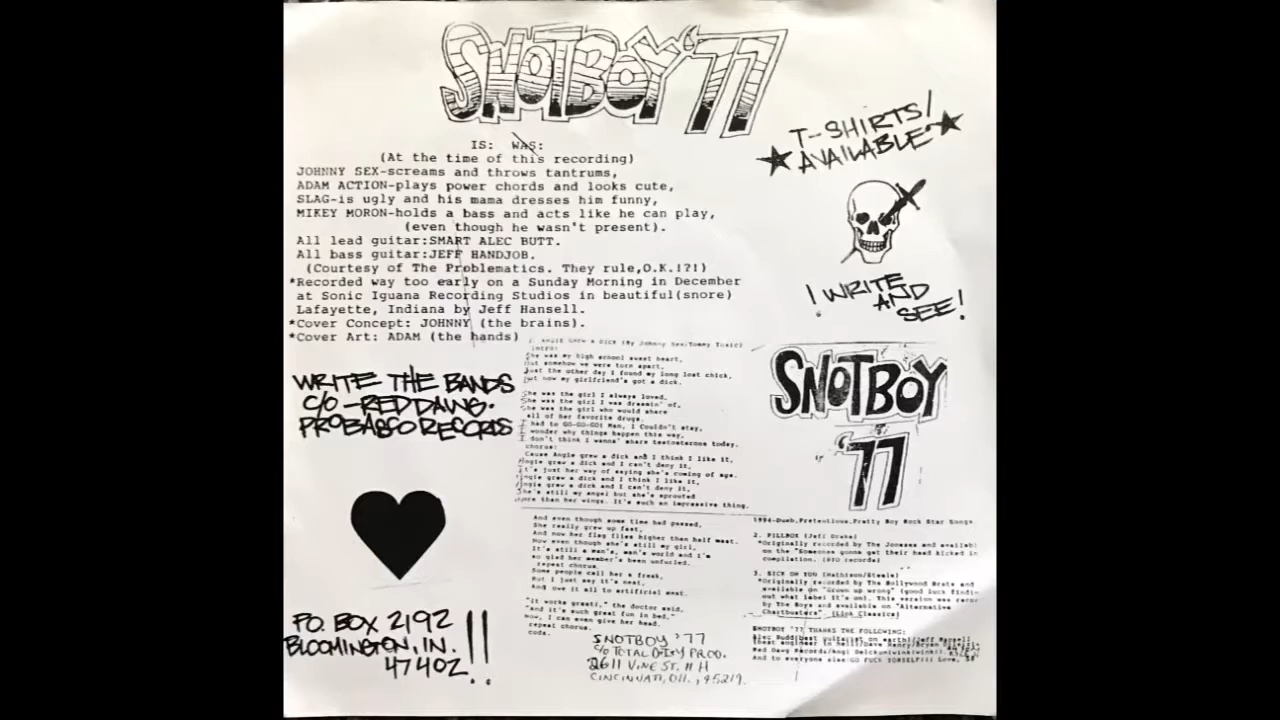 SNOTBOY '77
IS: WAS:
(At the time of this recording)
JOHNNY SEX-screams and throws tantrums,
ADAM ACTION-plays power chords and looks cute,
SLAG-is ugly and his mama dresses him funny,
MIKEY MORON-holds a bass and acts like he can play,
(even though he wasn't present).
All lead guitar:SMART ALEC BUTT.
All bass guitar:JEFF HANDJOB.
(Courtesy of The Problematics. They rule,O.K.!?!)
*Recorded way too early on a Sunday Morning in December
at Sonic Iguana Recording Studios in beautiful(snore)
Lafayette, Indiana by Jeff Hansell.
*Cover Concept: JOHNNY (the brains).
*Cover Art: ADAM (the hands)
T-SHIRTS!
AVAILABLE
! WRITE
AND
SEE!
WRITE THE BANDS
C/O-RED DAWG.
PROBASCO RECORDS
P.O. BOX 2192
BLOOMINGTON, IN.
47402 !!
1. ANGIE GREW A DICK (By Johnny Sex/Tommy Toxic)
intro:
She was my high school sweet heart,
But somehow we were torn apart,
Just the other day I found my long lost chick,
But now my girlfriend's got a dick.
She was the girl I always loved,
She was the girl I was dreamin' of,
She was the girl who would share
all of her favorite drugs.
I had to GO-GO-GO! Man, I Couldn't stay,
I wonder why things happen this way,
I don't think I wanna' share testosterone today.
chorus:
Cause Angie grew a dick and I think I like it,
Angie grew a dick and I can't deny it,
It's just her way of saying she's coming of age.
Angie grew a dick and I think I like it,
Angie grew a dick and I can't deny it,
She's still my angel but she's sprouted
more than her wings. It's such an impressive thing.
And even though some time had passed,
She really grew up fast,
And now her flag flies higher than half mast.
Now even though she's still my girl,
It's still a man's, man's world and I'm
so glad her member's been unfurled.
repeat chorus.
Some people call her a freak,
But I just say it's neat,
And owe it all to artificial meat.
"It works great!," the doctor said,
"And it's such great fun in bed."
Now, I can even give her head.
repeat chorus.
coda.
SNOTBOY '77
C/O TOTAL DIRTY PROD.
2611 VINE ST. # H
CINCINNATI, OH., 45219.
SNOTBOY
'77
1994-Dumb,Pretentious,Pretty Boy Rock Star Songs.
2. PILLBOX (Jeff Drake)
*Originally recorded by The Joneses and availabl
on the "Someones gonna get their head kicked in
compilation. (BYO records)
3. SICK ON YOU (Mathison/Steele)
*Originally recorded by The Hollywood Brats and
available on "Grown up wrong" (good luck findi
out what label it's on). This version was reco
by The Boys and available on "Alternative
Chartbusters" (Link Classics)
SNOTBOY '77 THANKS THE FOLLOWING:
Red Dawg Records/Angi
And to everyone else:GO FUCK YORSELF!!! Love,